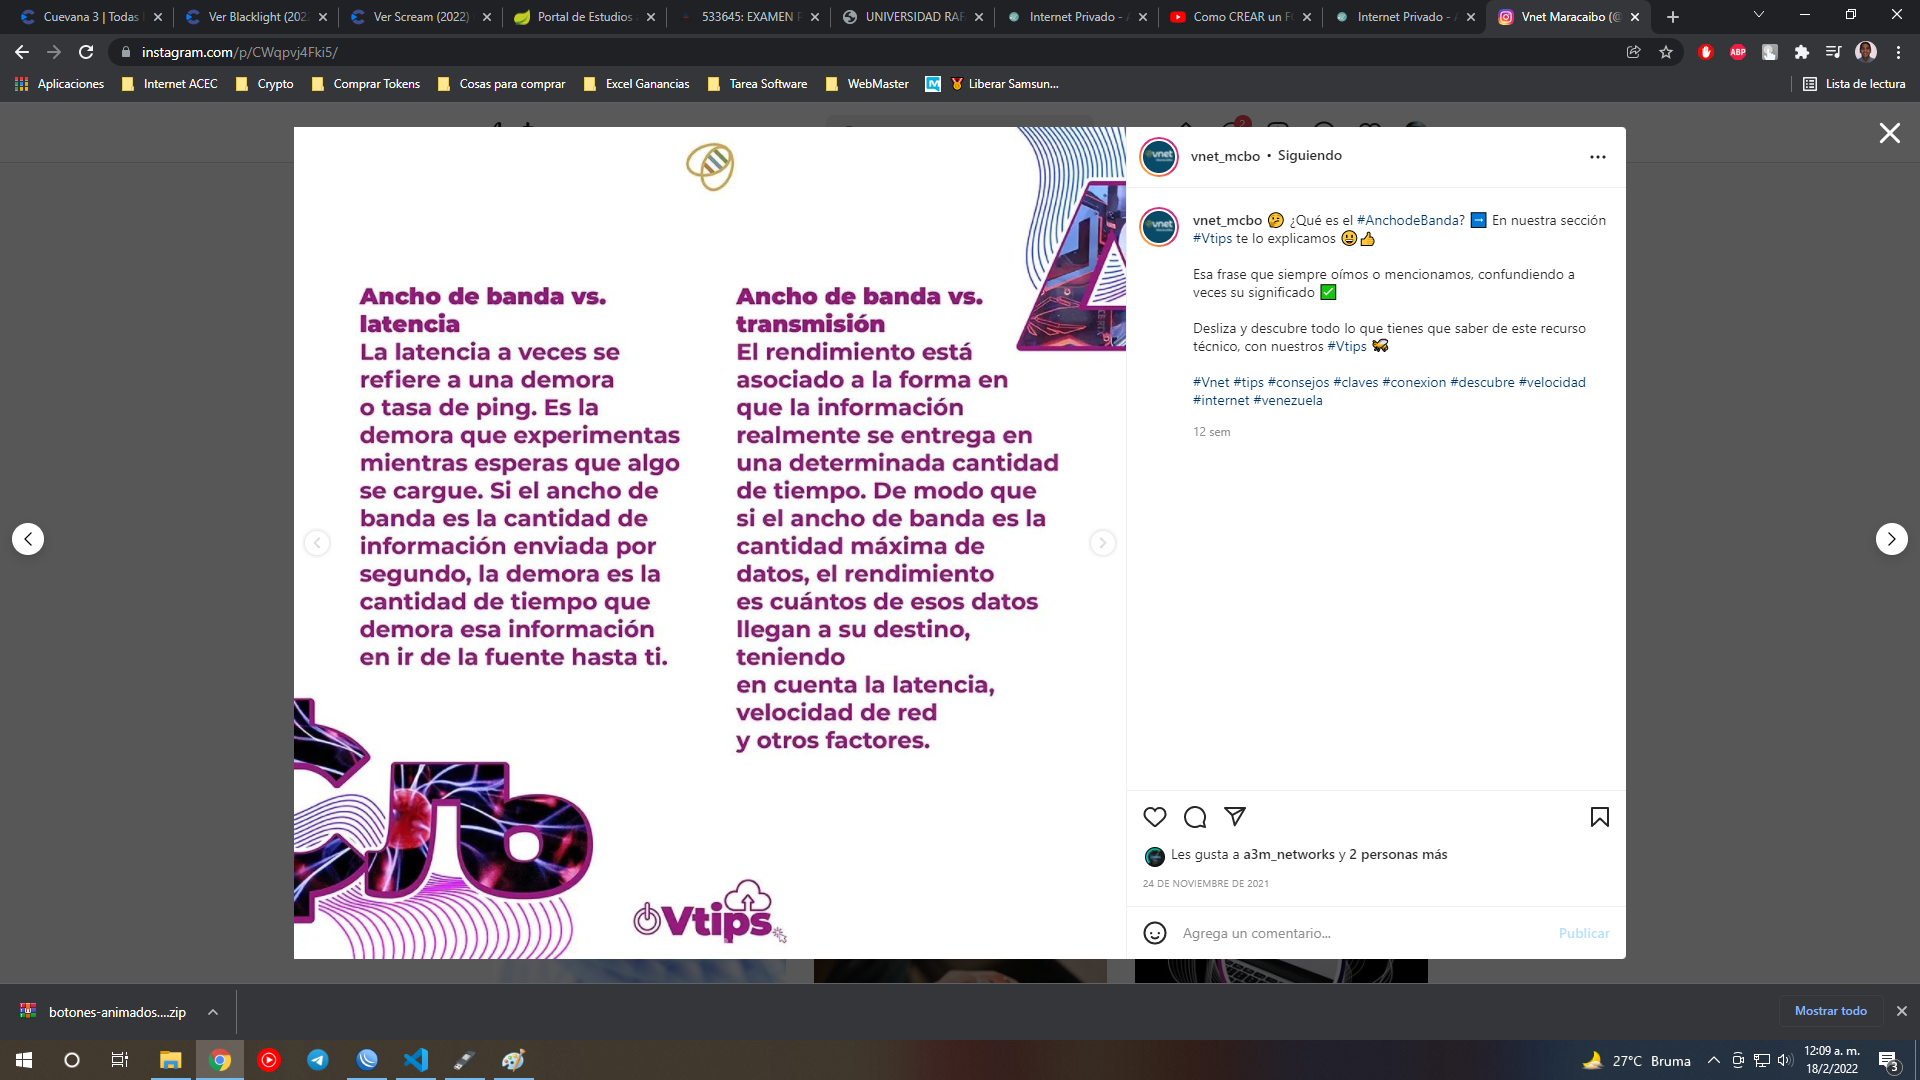 Cuevana 3 | Todas
Ver Blacklight (202
Ver Scream (2022)
Portal de Estudios
533645: EXAMEN P
UNIVERSIDAD RAF
Internet Privado -
Como CREAR un F
Internet Privado -
Vnet Maracaibo (@
instagram.com/p/CWqpvj4Fki5/
ABP
Aplicaciones
Internet ACEC
Crypto
Comprar Tokens
Cosas para comprar
Excel Ganancias
Tarea Software
WebMaster
Liberar Samsun...
Lista de lectura
2
Ancho de banda vs.
latencia
La latencia a veces se
refiere a una demora
o tasa de ping. Es la
demora que experimentas
mientras esperas que algo
se cargue. Si el ancho de
banda es la cantidad de
información enviada por
segundo, la demora es la
cantidad de tiempo que
demora esa información
en ir de la fuente hasta ti.
Ancho de banda vs.
transmisión
El rendimiento está
asociado a la forma en
que la información
realmente se entrega en
una determinada cantidad
de tiempo. De modo que
si el ancho de banda es la
cantidad máxima de
datos, el rendimiento
es cuántos de esos datos
llegan a su destino,
teniendo
en cuenta la latencia,
velocidad de red
y otros factores.
Vtips
vnet
vnet_mcbo • Siguiendo
vnet
vnet_mcbo 🤔 ¿Qué es el #AnchodeBanda? ➡️ En nuestra sección
#Vtips te lo explicamos 😃👍
Esa frase que siempre oímos o mencionamos, confundiendo a
veces su significado ✅
Desliza y descubre todo lo que tienes que saber de este recurso
técnico, con nuestros #Vtips 🐝
#Vnet #tips #consejos #claves #conexion #descubre #velocidad
#internet #venezuela
12 sem
Les gusta a a3m_networks y 2 personas más
24 DE NOVIEMBRE DE 2021
Agrega un comentario...
Publicar
botones-animados....zip
Mostrar todo
27°C Bruma
12:09 a. m.
18/2/2022
3